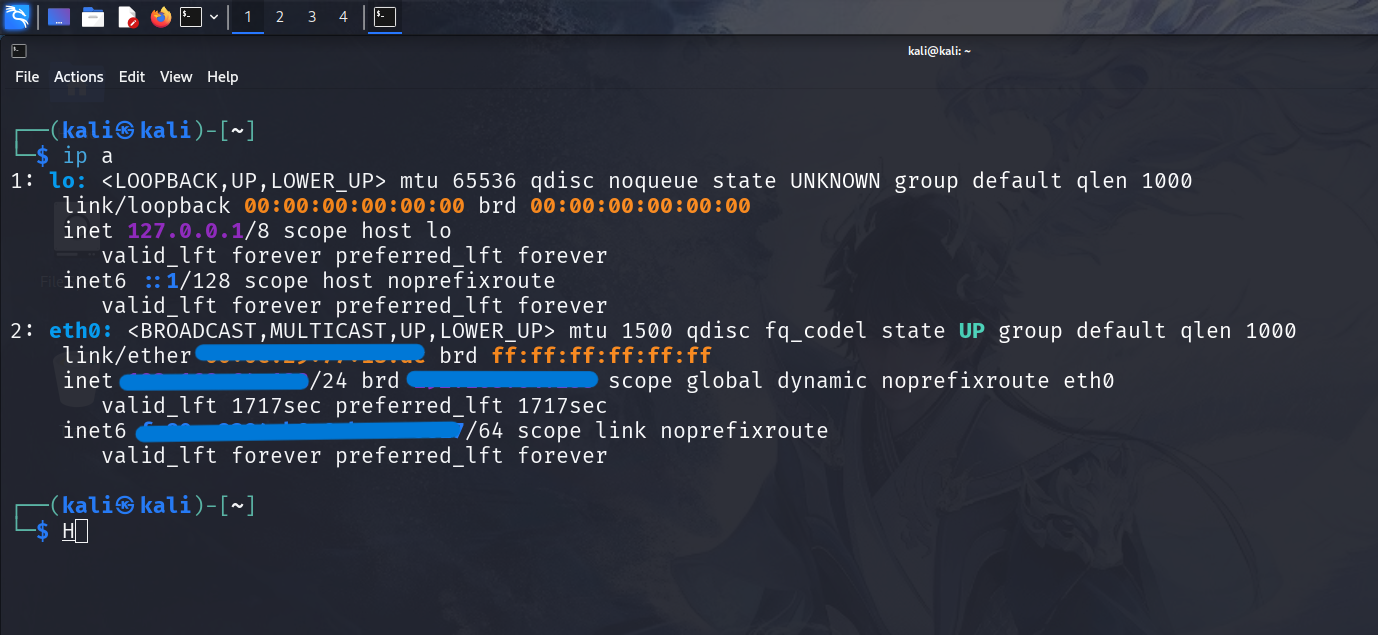 1 2 3 4
kali@kali: ~
File Actions Edit View Help
(kali㉿kali)-[~]
$ ip a
1: lo: <LOOPBACK,UP,LOWER_UP> mtu 65536 qdisc noqueue state UNKNOWN group default qlen 1000
link/loopback 00:00:00:00:00:00 brd 00:00:00:00:00:00
inet 127.0.0.1/8 scope host lo
valid_lft forever preferred_lft forever
inet6 ::1/128 scope host noprefixroute
valid_lft forever preferred_lft forever
2: eth0: <BROADCAST,MULTICAST,UP,LOWER_UP> mtu 1500 qdisc fq_codel state UP group default qlen 1000
link/ether brd ff:ff:ff:ff:ff:ff
inet /24 brd scope global dynamic noprefixroute eth0
valid_lft 1717sec preferred_lft 1717sec
inet6 /64 scope link noprefixroute
valid_lft forever preferred_lft forever
(kali㉿kali)-[~]
$ H